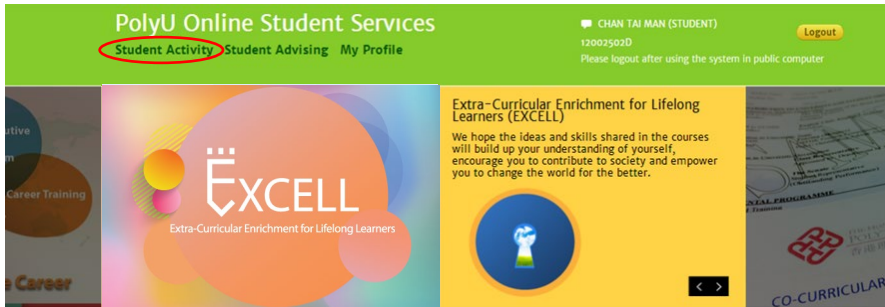 PolyU Online Student Services
Student Activity Student Advising My Profile
CHAN TAI MAN (STUDENT)
12002502D
Please logout after using the system in public computer
Logout
utive
m
Career Training
e Career
EXCELL
Extra-Curricular Enrichment for Lifelong Learners
Extra-Curricular Enrichment for Lifelong
Learners (EXCELL)
We hope the ideas and skills shared in the courses
will build up your understanding of yourself,
encourage you to contribute to society and empower
you to change the world for the better.
< >
NTAL PROGRAMME
CO-CURRICULAR